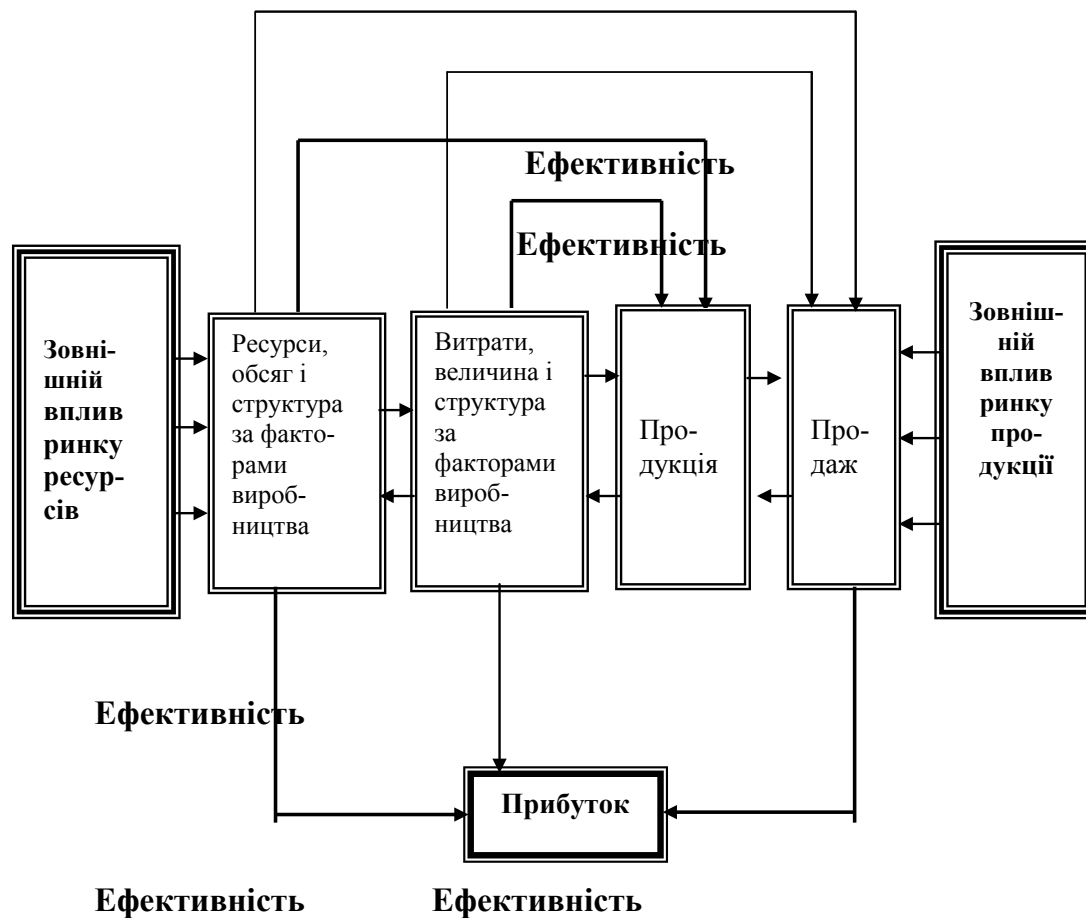 Ефективність
Ефективність
Зовні-
шній
вплив
ринку
ресур-
сів
Ресурси,
обсяг і
структура
за факто-
рами
вироб-
ництва
Витрати,
величина і
структура
за
факторами
вироб-
ництва
Про-
дукція
Про-
даж
Зовніш-
ній
вплив
ринку
про-
дукції
Ефективність
Прибуток
Ефективність
Ефективність